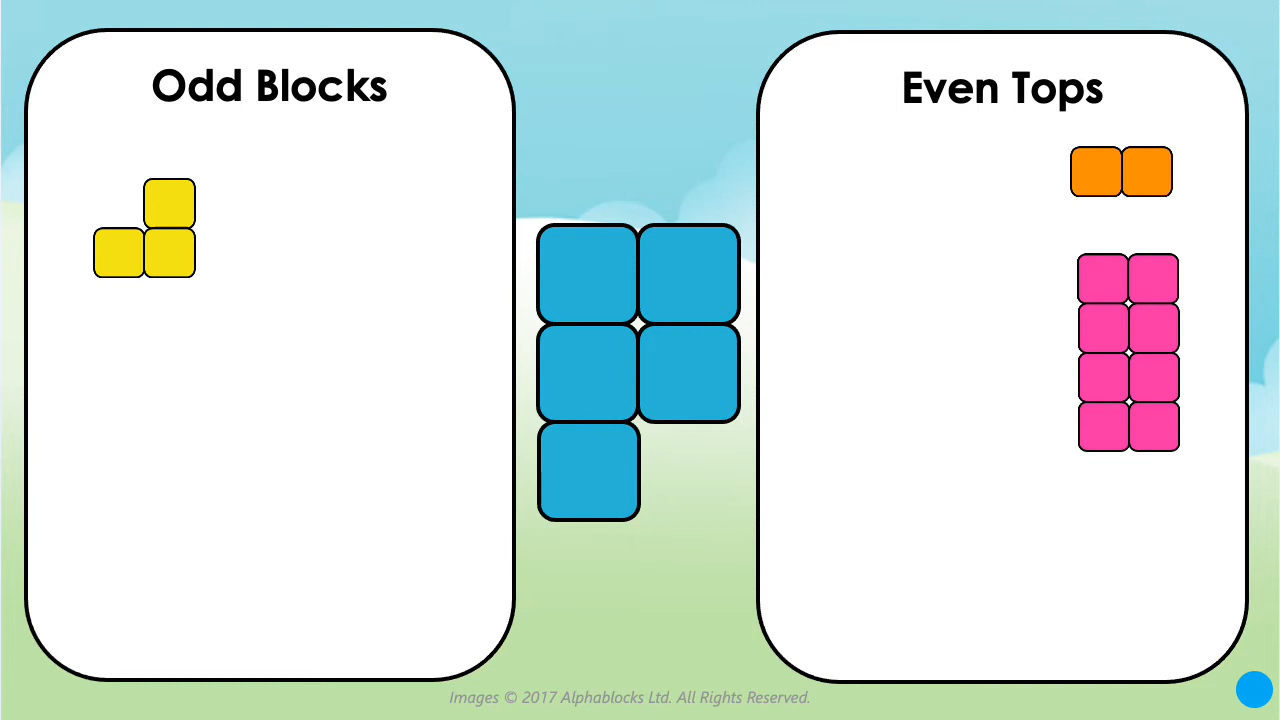 Odd Blocks
Even Tops
Images © 2017 Alphablocks Ltd. All Rights Reserved.